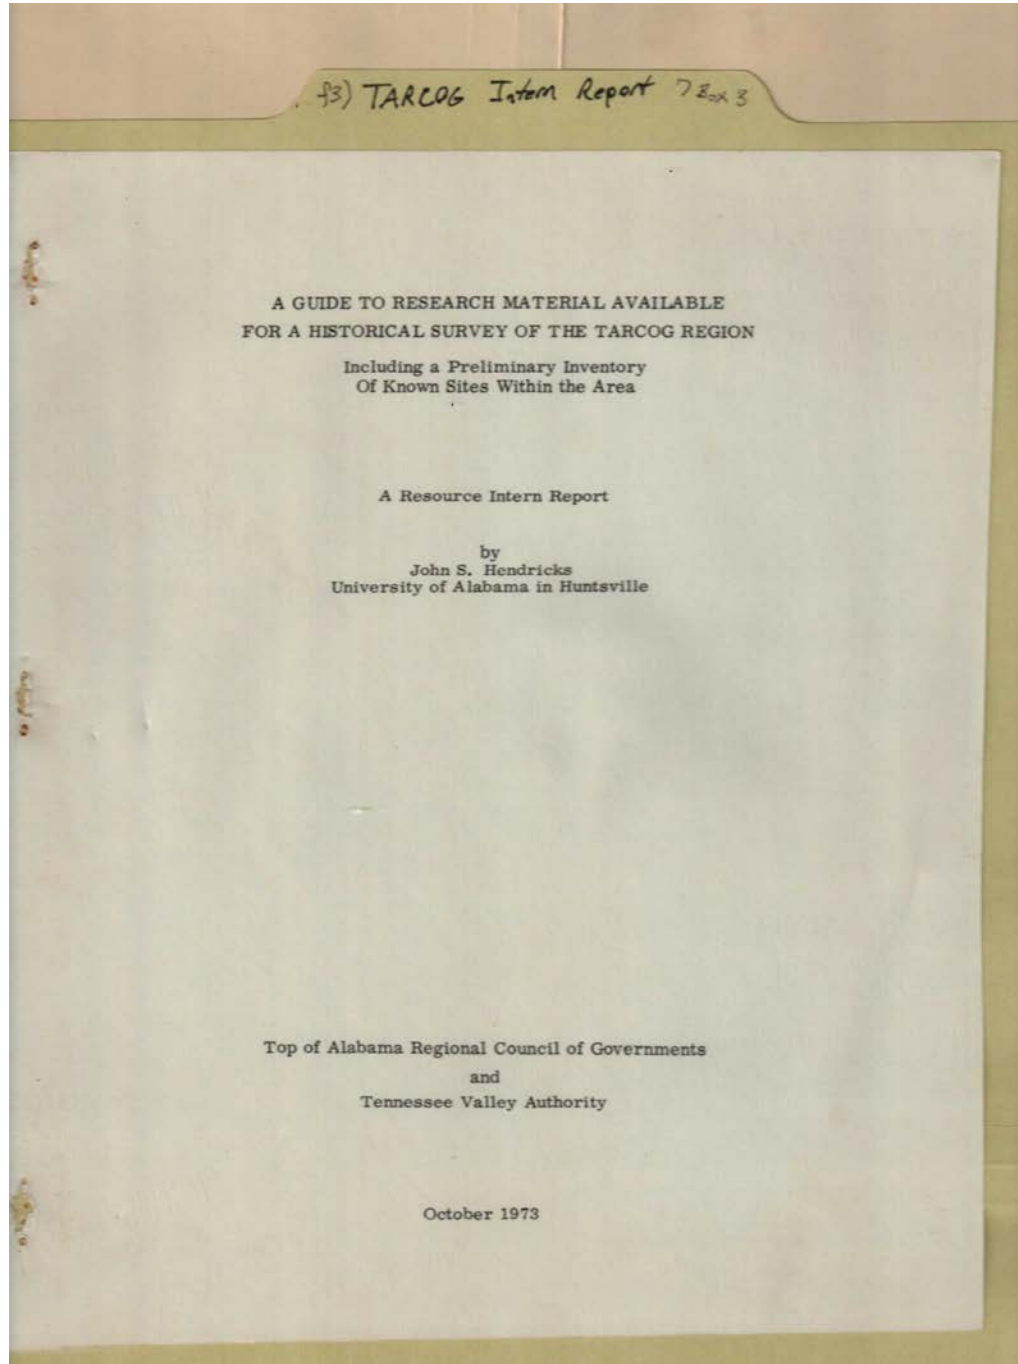 f3) TARCOG Intern Report 7 Box 3
A GUIDE TO RESEARCH MATERIAL AVAILABLE
FOR A HISTORICAL SURVEY OF THE TARCOG REGION
Including a Preliminary Inventory
Of Known Sites Within the Area
A Resource Intern Report
by
John S. Hendricks
University of Alabama in Huntsville
Top of Alabama Regional Council of Governments
and
Tennessee Valley Authority
October 1973